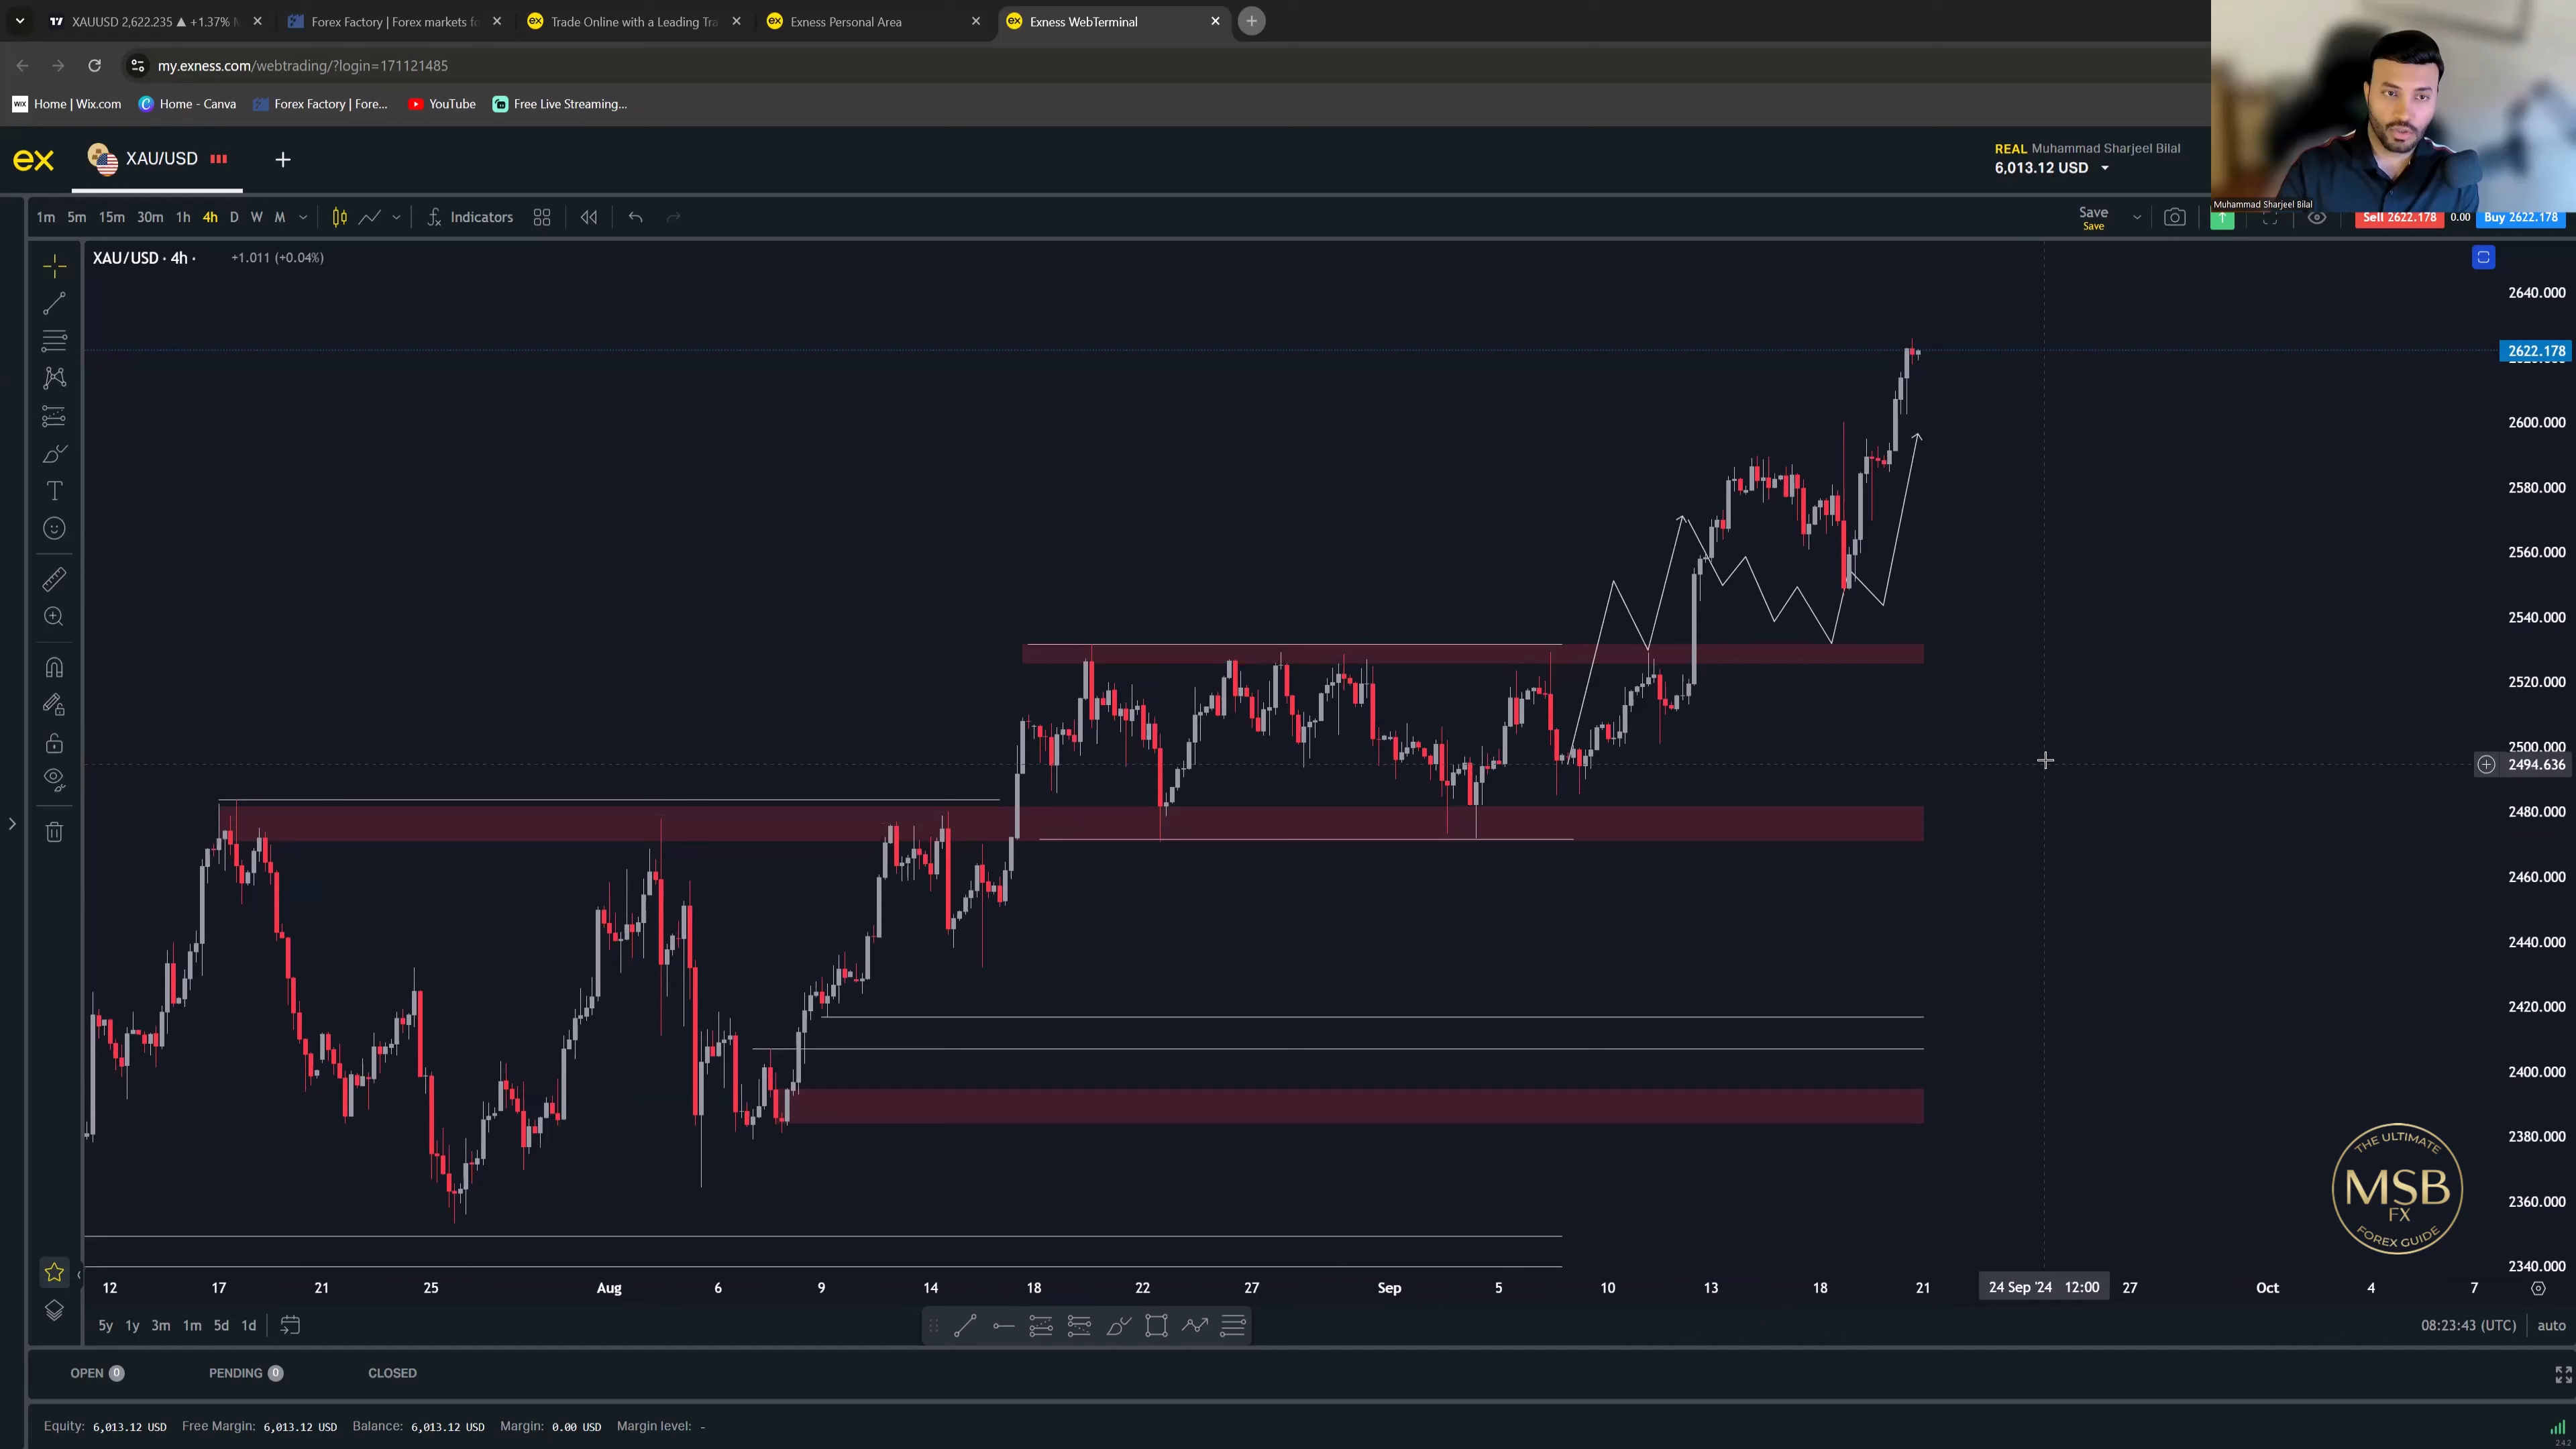 XAUUSD 2,622.235 ▲ +1.37%
Forex Factory | Forex markets fo
Trade Online with a Leading Tra
Exness Personal Area
Exness WebTerminal
my.exness.com/webtrading/?login=171121485
WIX Home | Wix.com
Home - Canva
Forex Factory | Fore...
YouTube
Free Live Streaming...
ex
XAU/USD
REAL Muhammad Sharjeel Bilal
6,013.12 USD
Muhammad Sharjeel Bilal
1m 5m 15m 30m 1h 4h D W M
Indicators
Save
Save
Sell 2622.178 0.00 Buy 2622.178
XAU/USD · 4h · +1.011 (+0.04%)
2640.000
2622.178
2600.000
2580.000
2560.000
2540.000
2520.000
2500.000
2494.636
2480.000
2460.000
2440.000
2420.000
2400.000
2380.000
2360.000
2340.000
THE ULTIMATE
MSB
FX
FOREX GUIDE
12 17 21 25 Aug 6 9 14 18 22 27 Sep 5 10 13 18 21 24 Sep '24 12:00 27 Oct 4 7
5y 1y 3m 1m 5d 1d
08:23:43 (UTC) auto
OPEN 0 PENDING 0 CLOSED
Equity: 6,013.12 USD Free Margin: 6,013.12 USD Balance: 6,013.12 USD Margin: 0.00 USD Margin level: -